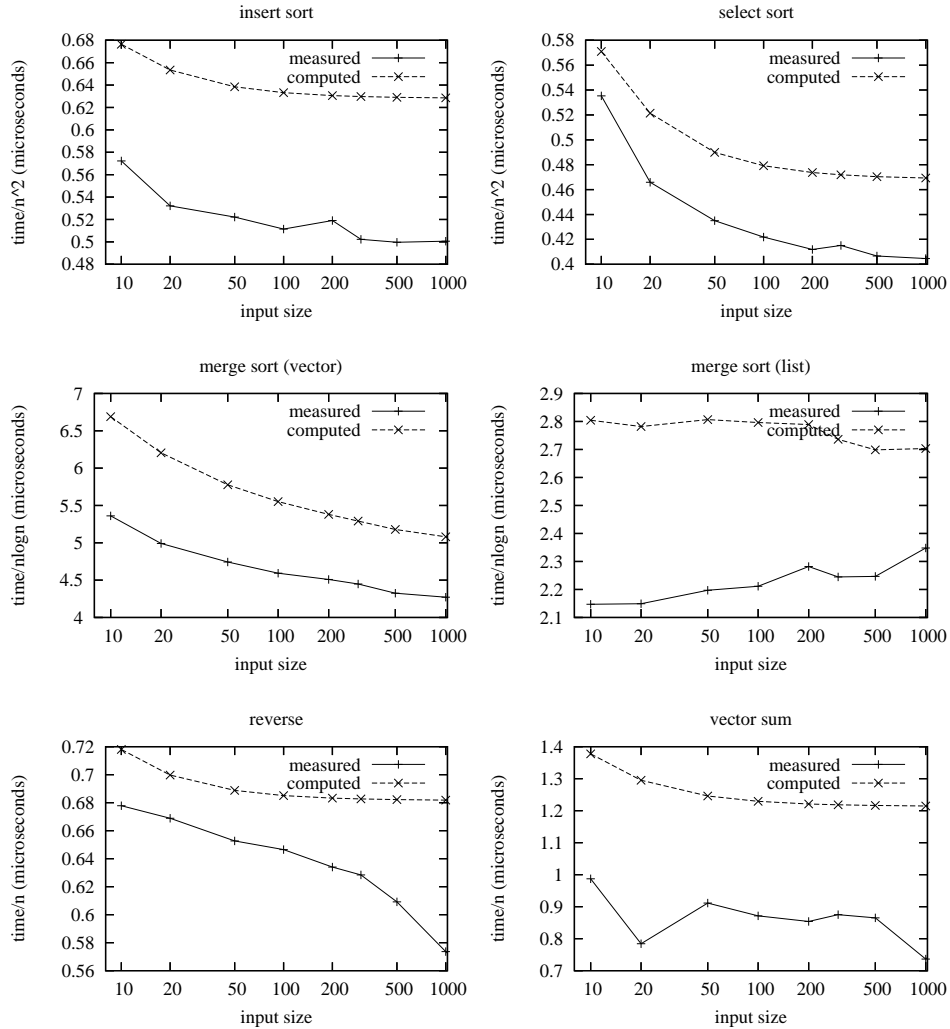 insert sort
time/n^2 (microseconds)
0.68
0.66
0.64
0.62
0.6
0.58
0.56
0.54
0.52
0.5
0.48
measured
computed
10 20 50 100 200 500 1000
input size
select sort
time/n^2 (microseconds)
0.58
0.56
0.54
0.52
0.5
0.48
0.46
0.44
0.42
0.4
measured
computed
10 20 50 100 200 500 1000
input size
merge sort (vector)
time/nlogn (microseconds)
7
6.5
6
5.5
5
4.5
4
measured
computed
10 20 50 100 200 500 1000
input size
merge sort (list)
time/nlogn (microseconds)
2.9
2.8
2.7
2.6
2.5
2.4
2.3
2.2
2.1
measured
computed
10 20 50 100 200 500 1000
input size
reverse
time/n (microseconds)
0.72
0.7
0.68
0.66
0.64
0.62
0.6
0.58
0.56
measured
computed
10 20 50 100 200 500 1000
input size
vector sum
time/n (microseconds)
1.4
1.3
1.2
1.1
1
0.9
0.8
0.7
measured
computed
10 20 50 100 200 500 1000
input size